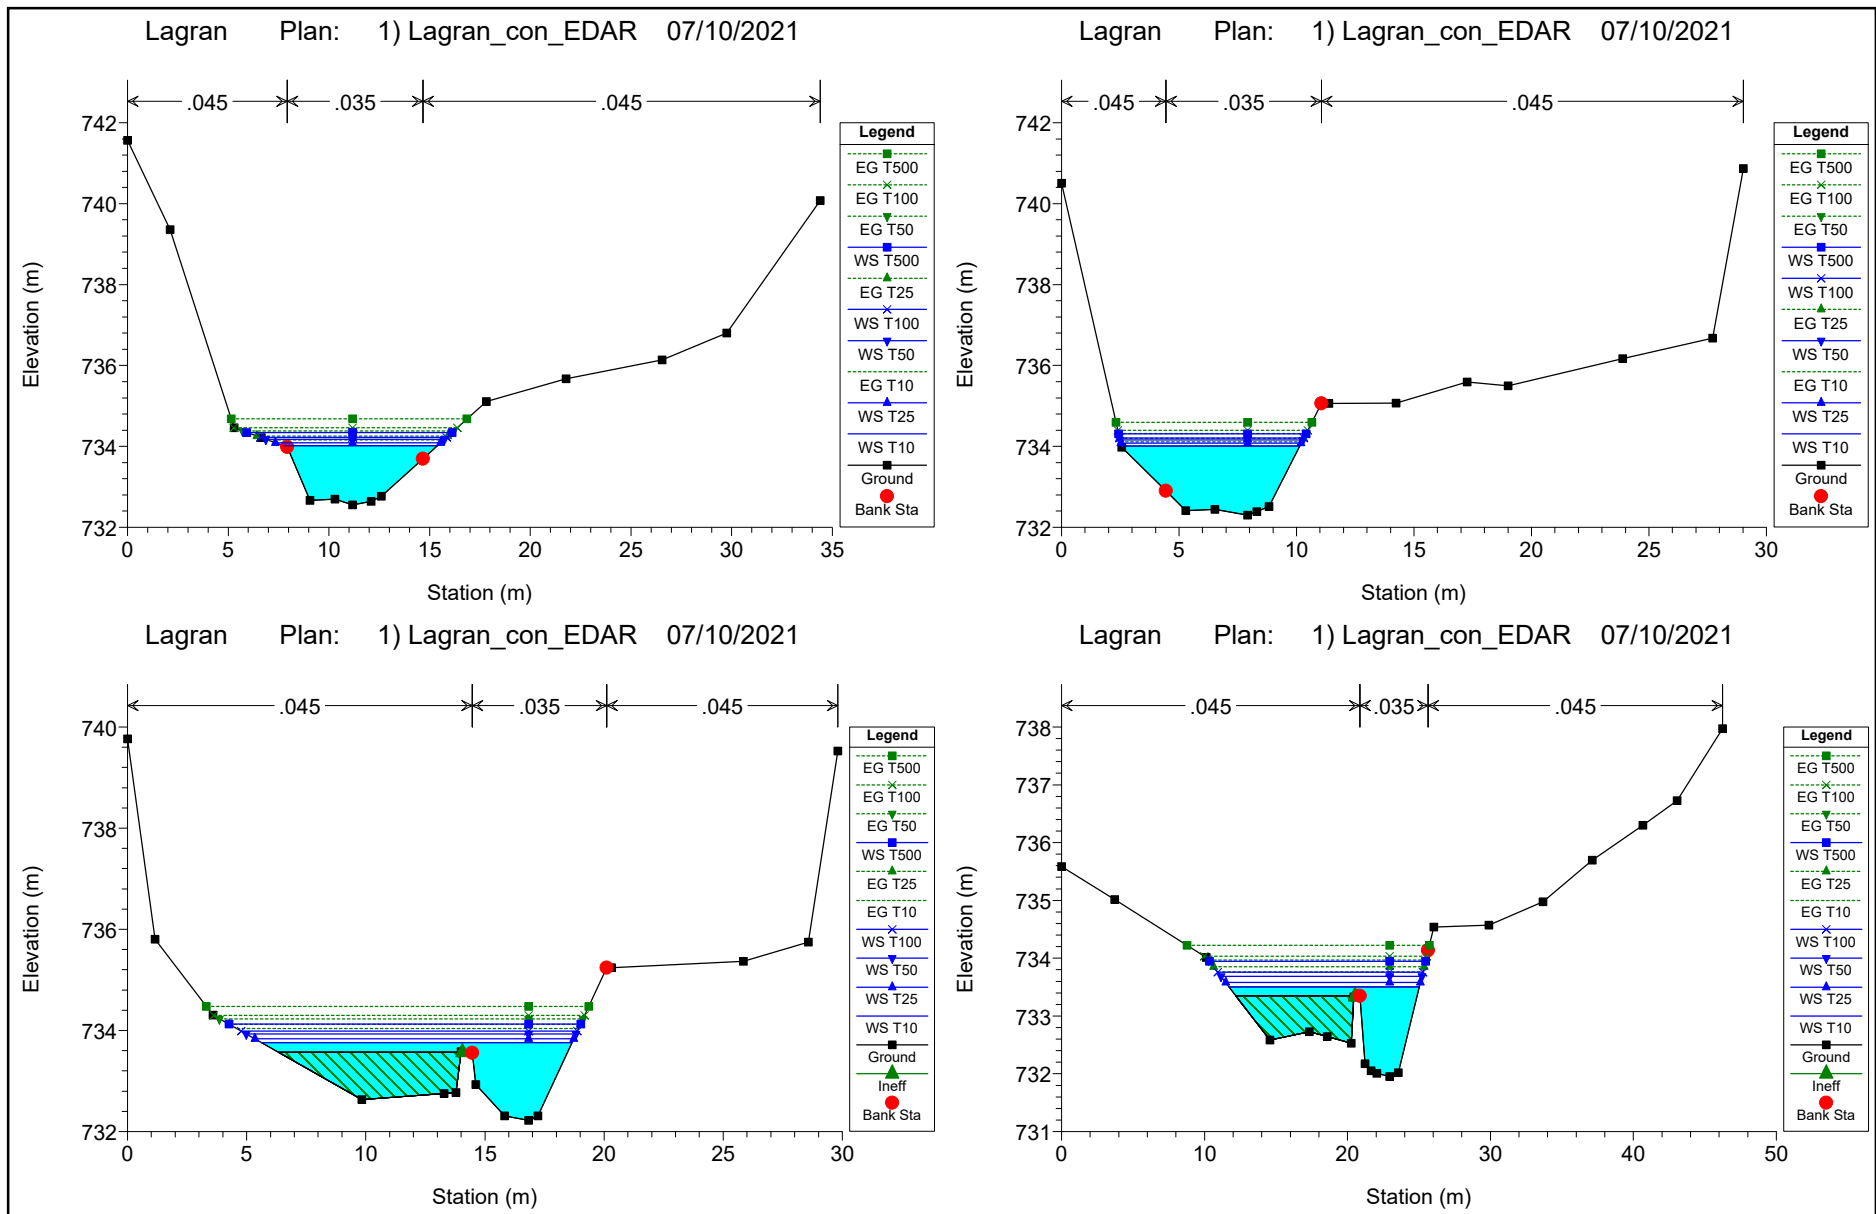 Lagran Plan: 1) Lagran_con_EDAR 07/10/2021
.045 .035 .045
Elevation (m)
742
740
738
736
734
732
0 5 10 15 20 25 30 35
Station (m)
Legend
EG T500
EG T100
EG T50
WS T500
EG T25
WS T100
WS T50
EG T10
WS T25
WS T10
Ground
Bank Sta
Lagran Plan: 1) Lagran_con_EDAR 07/10/2021
.045 .035 .045
Elevation (m)
742
740
738
736
734
732
0 5 10 15 20 25 30
Station (m)
Legend
EG T500
EG T100
EG T50
WS T500
WS T100
EG T25
WS T50
EG T10
WS T25
WS T10
Ground
Bank Sta
Lagran Plan: 1) Lagran_con_EDAR 07/10/2021
.045 .035 .045
Elevation (m)
740
738
736
734
732
0 5 10 15 20 25 30
Station (m)
Legend
EG T500
EG T100
EG T50
WS T500
EG T25
EG T10
WS T100
WS T50
WS T25
WS T10
Ground
Ineff
Bank Sta
Lagran Plan: 1) Lagran_con_EDAR 07/10/2021
.045 .035 .045
Elevation (m)
738
737
736
735
734
733
732
731
0 10 20 30 40 50
Station (m)
Legend
EG T500
EG T100
EG T50
WS T500
EG T25
EG T10
WS T100
WS T50
WS T25
WS T10
Ground
Ineff
Bank Sta